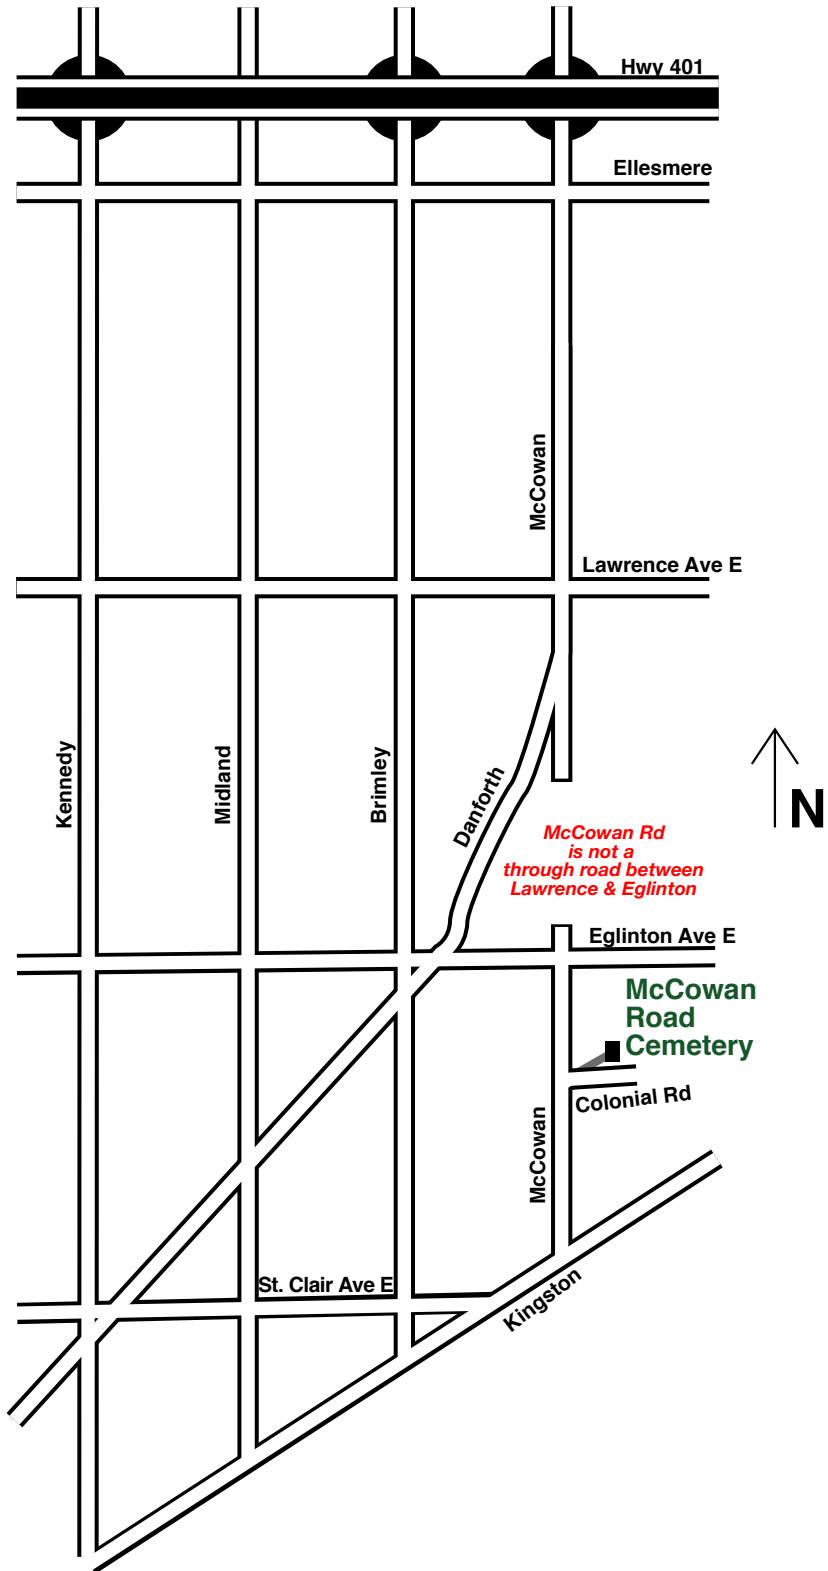 Hwy 401
Ellesmere
McCowan
Lawrence Ave E
Kennedy
Midland
Brimley
Danforth
N
McCowan Rd
is not a
through road between
Lawrence & Eglinton
Eglinton Ave E
McCowan
Road
Cemetery
Colonial Rd
McCowan
St. Clair Ave E
Kingston